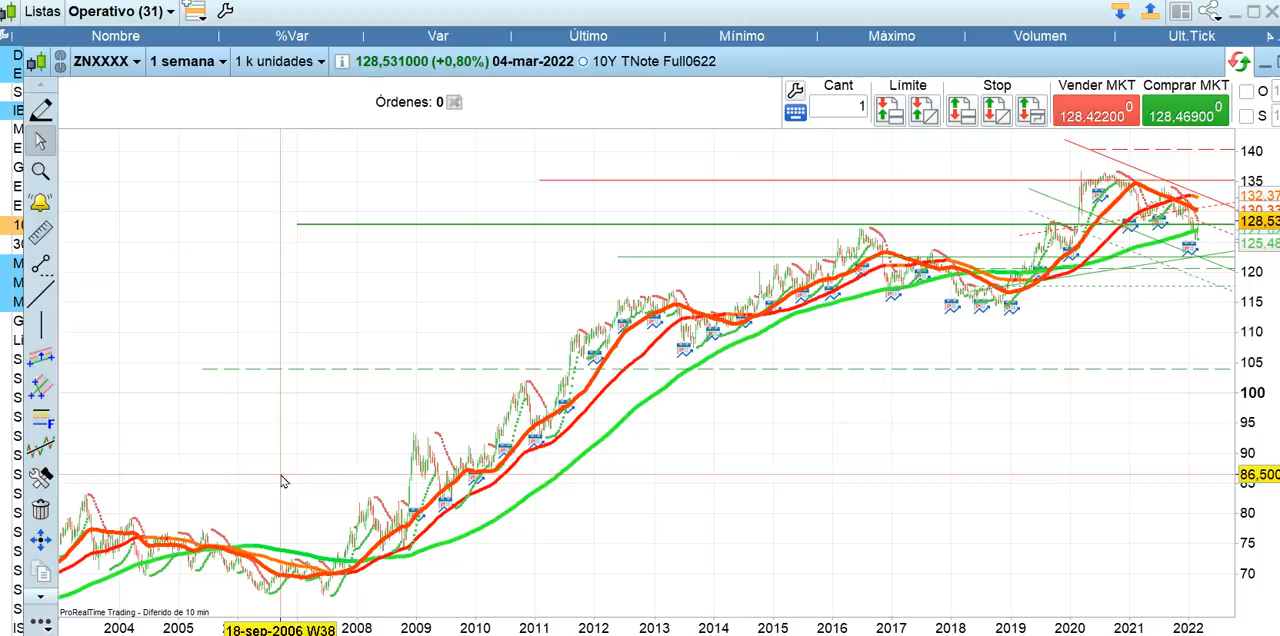 Listas Operativo (31)
Nombre %Var Var Último Mínimo Máximo Volumen Ult.Tick
ZNXXXX 1 semana 1 k unidades 128,531000 (+0,80%) 04-mar-2022 10Y TNote Full0622
Órdenes: 0
Cant Límite Stop Vender MKT Comprar MKT
1
0
128,42200
0
128,46900
O
S
140
135
132.37
128,53
125,48
120
115
110
105
100
95
90
86,500
80
75
70
ProRealTime Trading - Diferido de 10 min
2004 2005 18-sep-2006 W38 2008 2009 2010 2011 2012 2013 2014 2015 2016 2017 2018 2019 2020 2021 2022